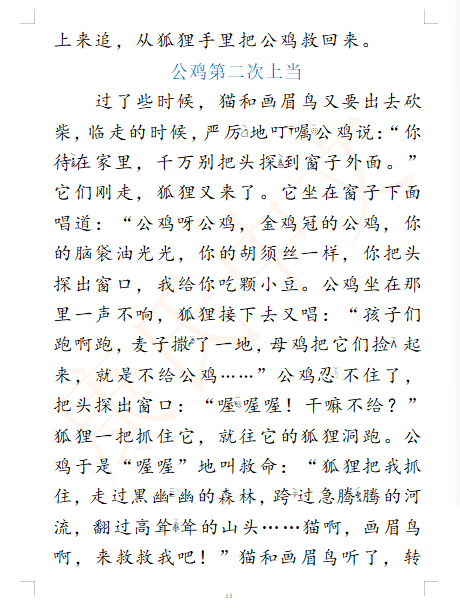 上来追，从狐狸手里把公鸡救回来。
公鸡第二次上当
过了些时候，猫和画眉鸟又要出去砍
柴，临走的时候，严厉地叮嘱公鸡说：“你
待在家里，千万别把头探到窗子外面。”
它们刚走，狐狸又来了。它坐在窗子下面
唱道：“公鸡呀公鸡，金鸡冠的公鸡，你
的脑袋油光光，你的胡须丝一样，你把头
探出窗口，我给你吃颗小豆。公鸡坐在那
里一声不响，狐狸接下去又唱：“孩子们
跑啊跑，麦子撒了一地，母鸡把它们捡起
来，就是不给公鸡……”公鸡忍不住了，
把头探出窗口：“喔喔喔！干嘛不给？”
狐狸一把抓住它，就往它的狐狸洞跑。公
鸡于是“喔喔”地叫救命：“狐狸把我抓
住，走过黑幽幽的森林，跨过急腾腾的河
流，翻过高耸耸的山头……猫啊，画眉鸟
啊，来救救我吧！”猫和画眉鸟听了，转
13